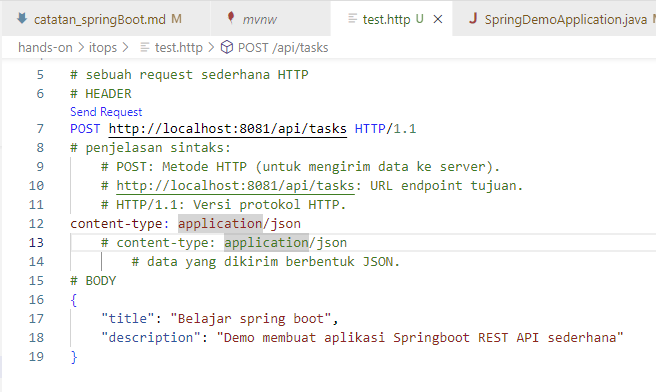 catatan_springBoot.md M
mvnw
test.http U
SpringDemoApplication.java M
hands-on > itops > test.http > POST /api/tasks
5 # sebuah request sederhana HTTP
6 # HEADER
Send Request
7 POST http://localhost:8081/api/tasks HTTP/1.1
8 # penjelasan sintaks:
9 # POST: Metode HTTP (untuk mengirim data ke server).
10 # http://localhost:8081/api/tasks: URL endpoint tujuan.
11 # HTTP/1.1: Versi protokol HTTP.
12 content-type: application/json
13 # content-type: application/json
14 # data yang dikirim berbentuk JSON.
15 # BODY
16 {
17 "title": "Belajar spring boot",
18 "description": "Demo membuat aplikasi Springboot REST API sederhana"
19 }